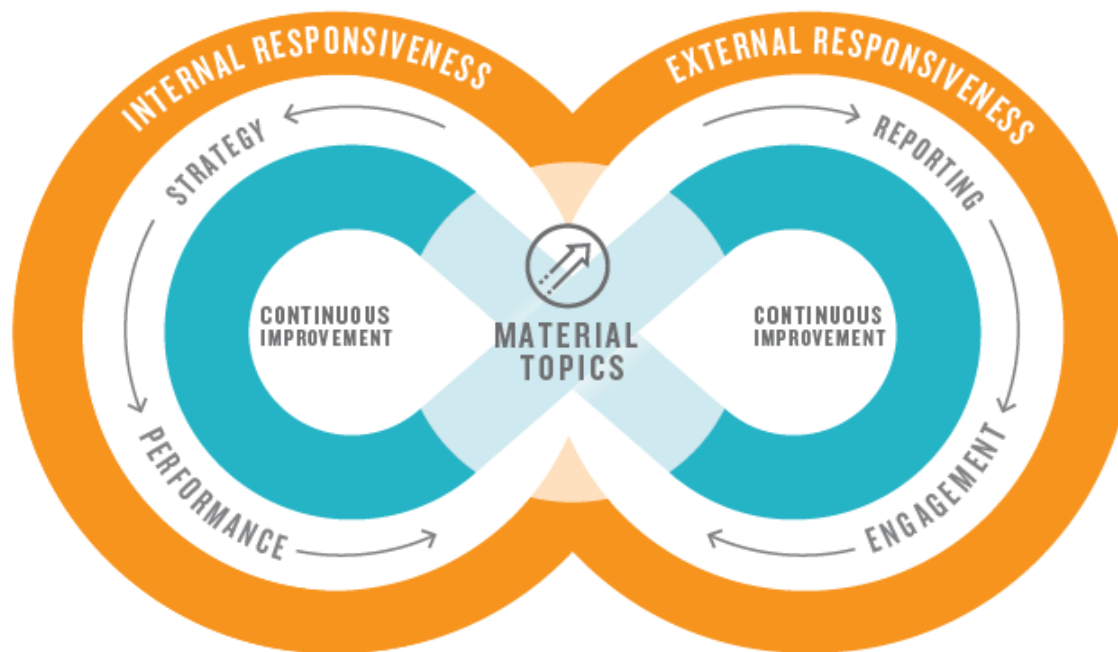 INTERNAL RESPONSIVENESS
EXTERNAL RESPONSIVENESS
STRATEGY
REPORTING
CONTINUOUS
IMPROVEMENT
MATERIAL
TOPICS
CONTINUOUS
IMPROVEMENT
PERFORMANCE
ENGAGEMENT